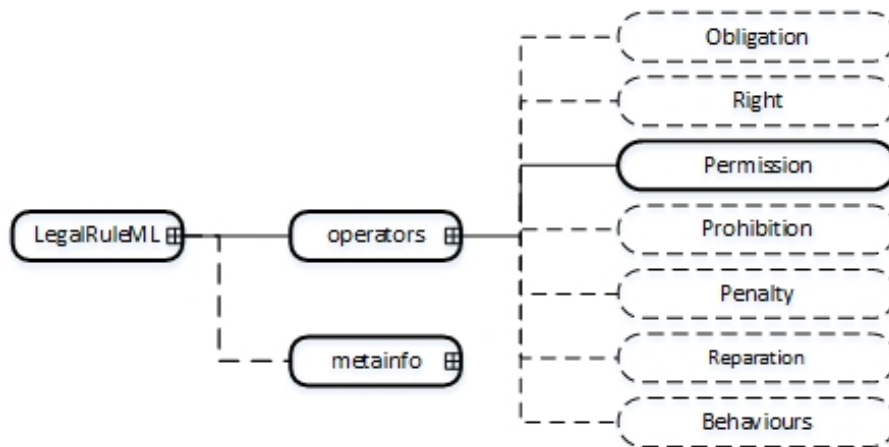 Obligation
Right
Permission
LegalRuleML
operators
Prohibition
Penalty
metainfo
Reparation
Behaviours